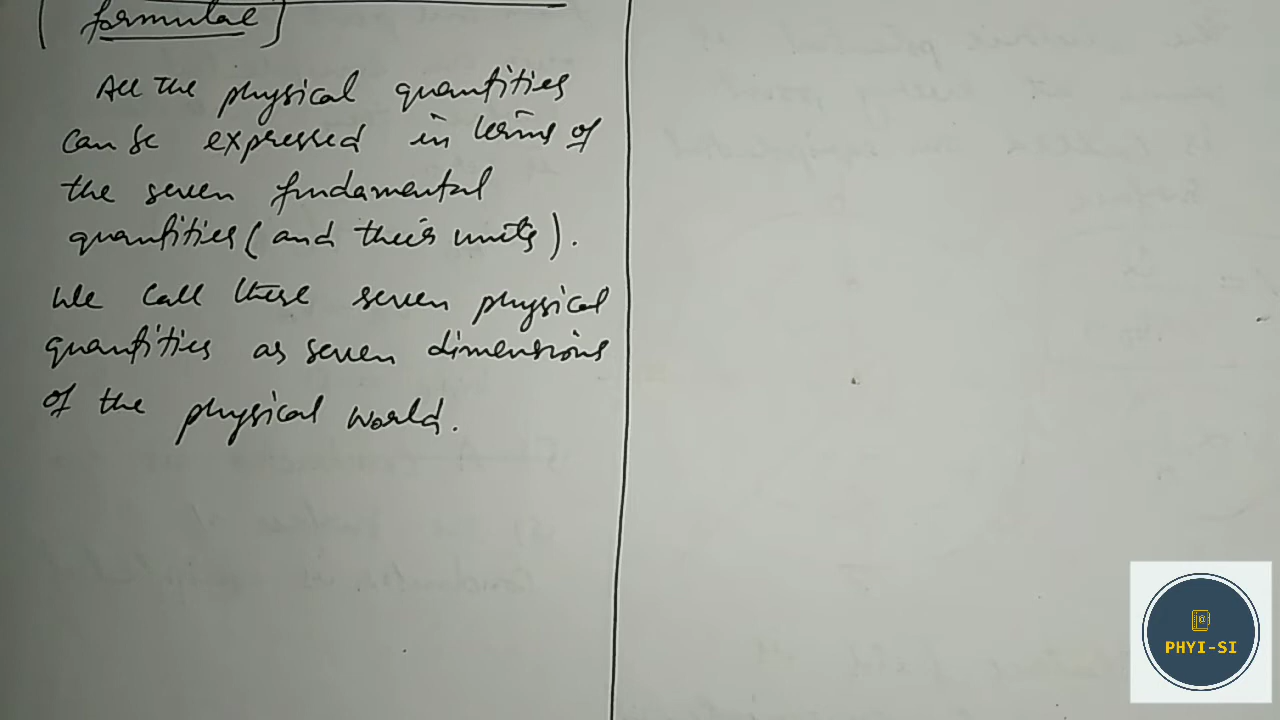 [formulae]
All the physical quantities
can be expressed in terms of
the seven fundamental
quantities (and their units).
We call these seven physical
quantities as seven dimensions
of the physical world.
PHYI-SI